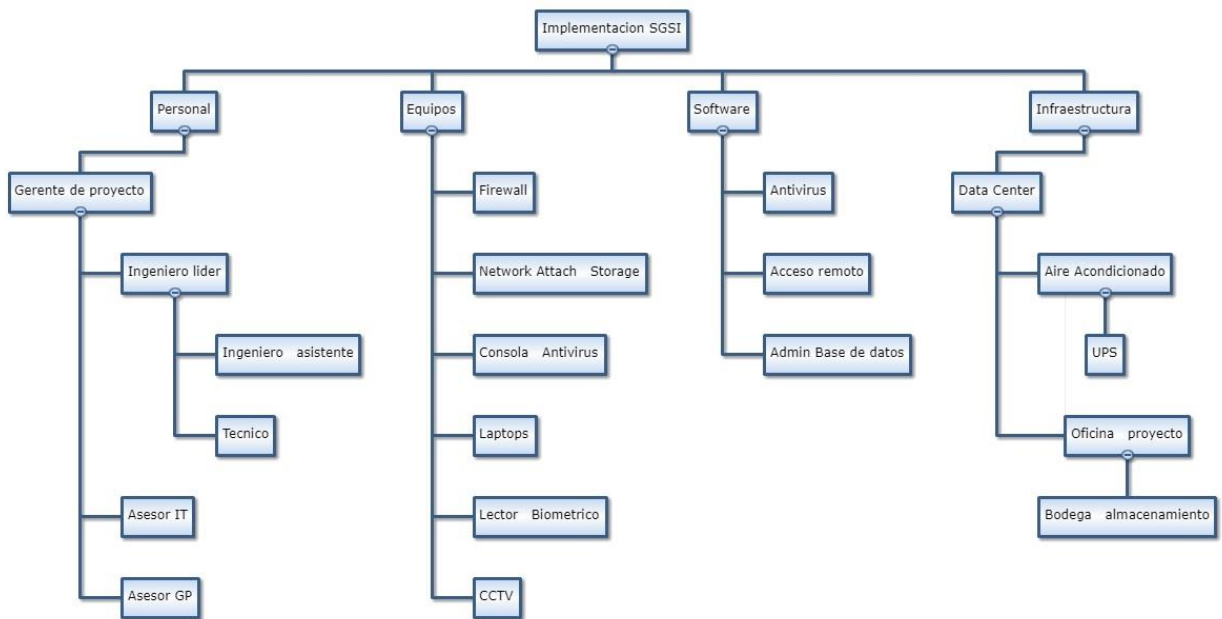 Implementacion SGSI
Personal
Equipos
Software
Infraestructura
Gerente de proyecto
Firewall
Antivirus
Data Center
Ingeniero lider
Network Attach Storage
Acceso remoto
Aire Acondicionado
Ingeniero asistente
Consola Antivirus
Admin Base de datos
UPS
Tecnico
Laptops
Oficina proyecto
Asesor IT
Lector Biometrico
Bodega almacenamiento
Asesor GP
CCTV